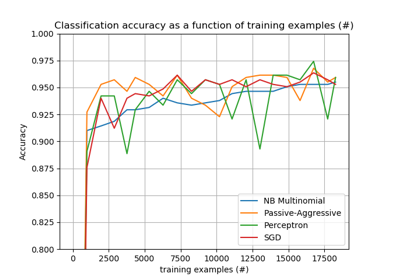 Classification accuracy as a function of training examples (#)
1.000
0.975
0.950
0.925
0.900
0.875
0.850
0.825
0.800
Accuracy
NB Multinomial
Passive-Aggressive
Perceptron
SGD
0 2500 5000 7500 10000 12500 15000 17500
training examples (#)